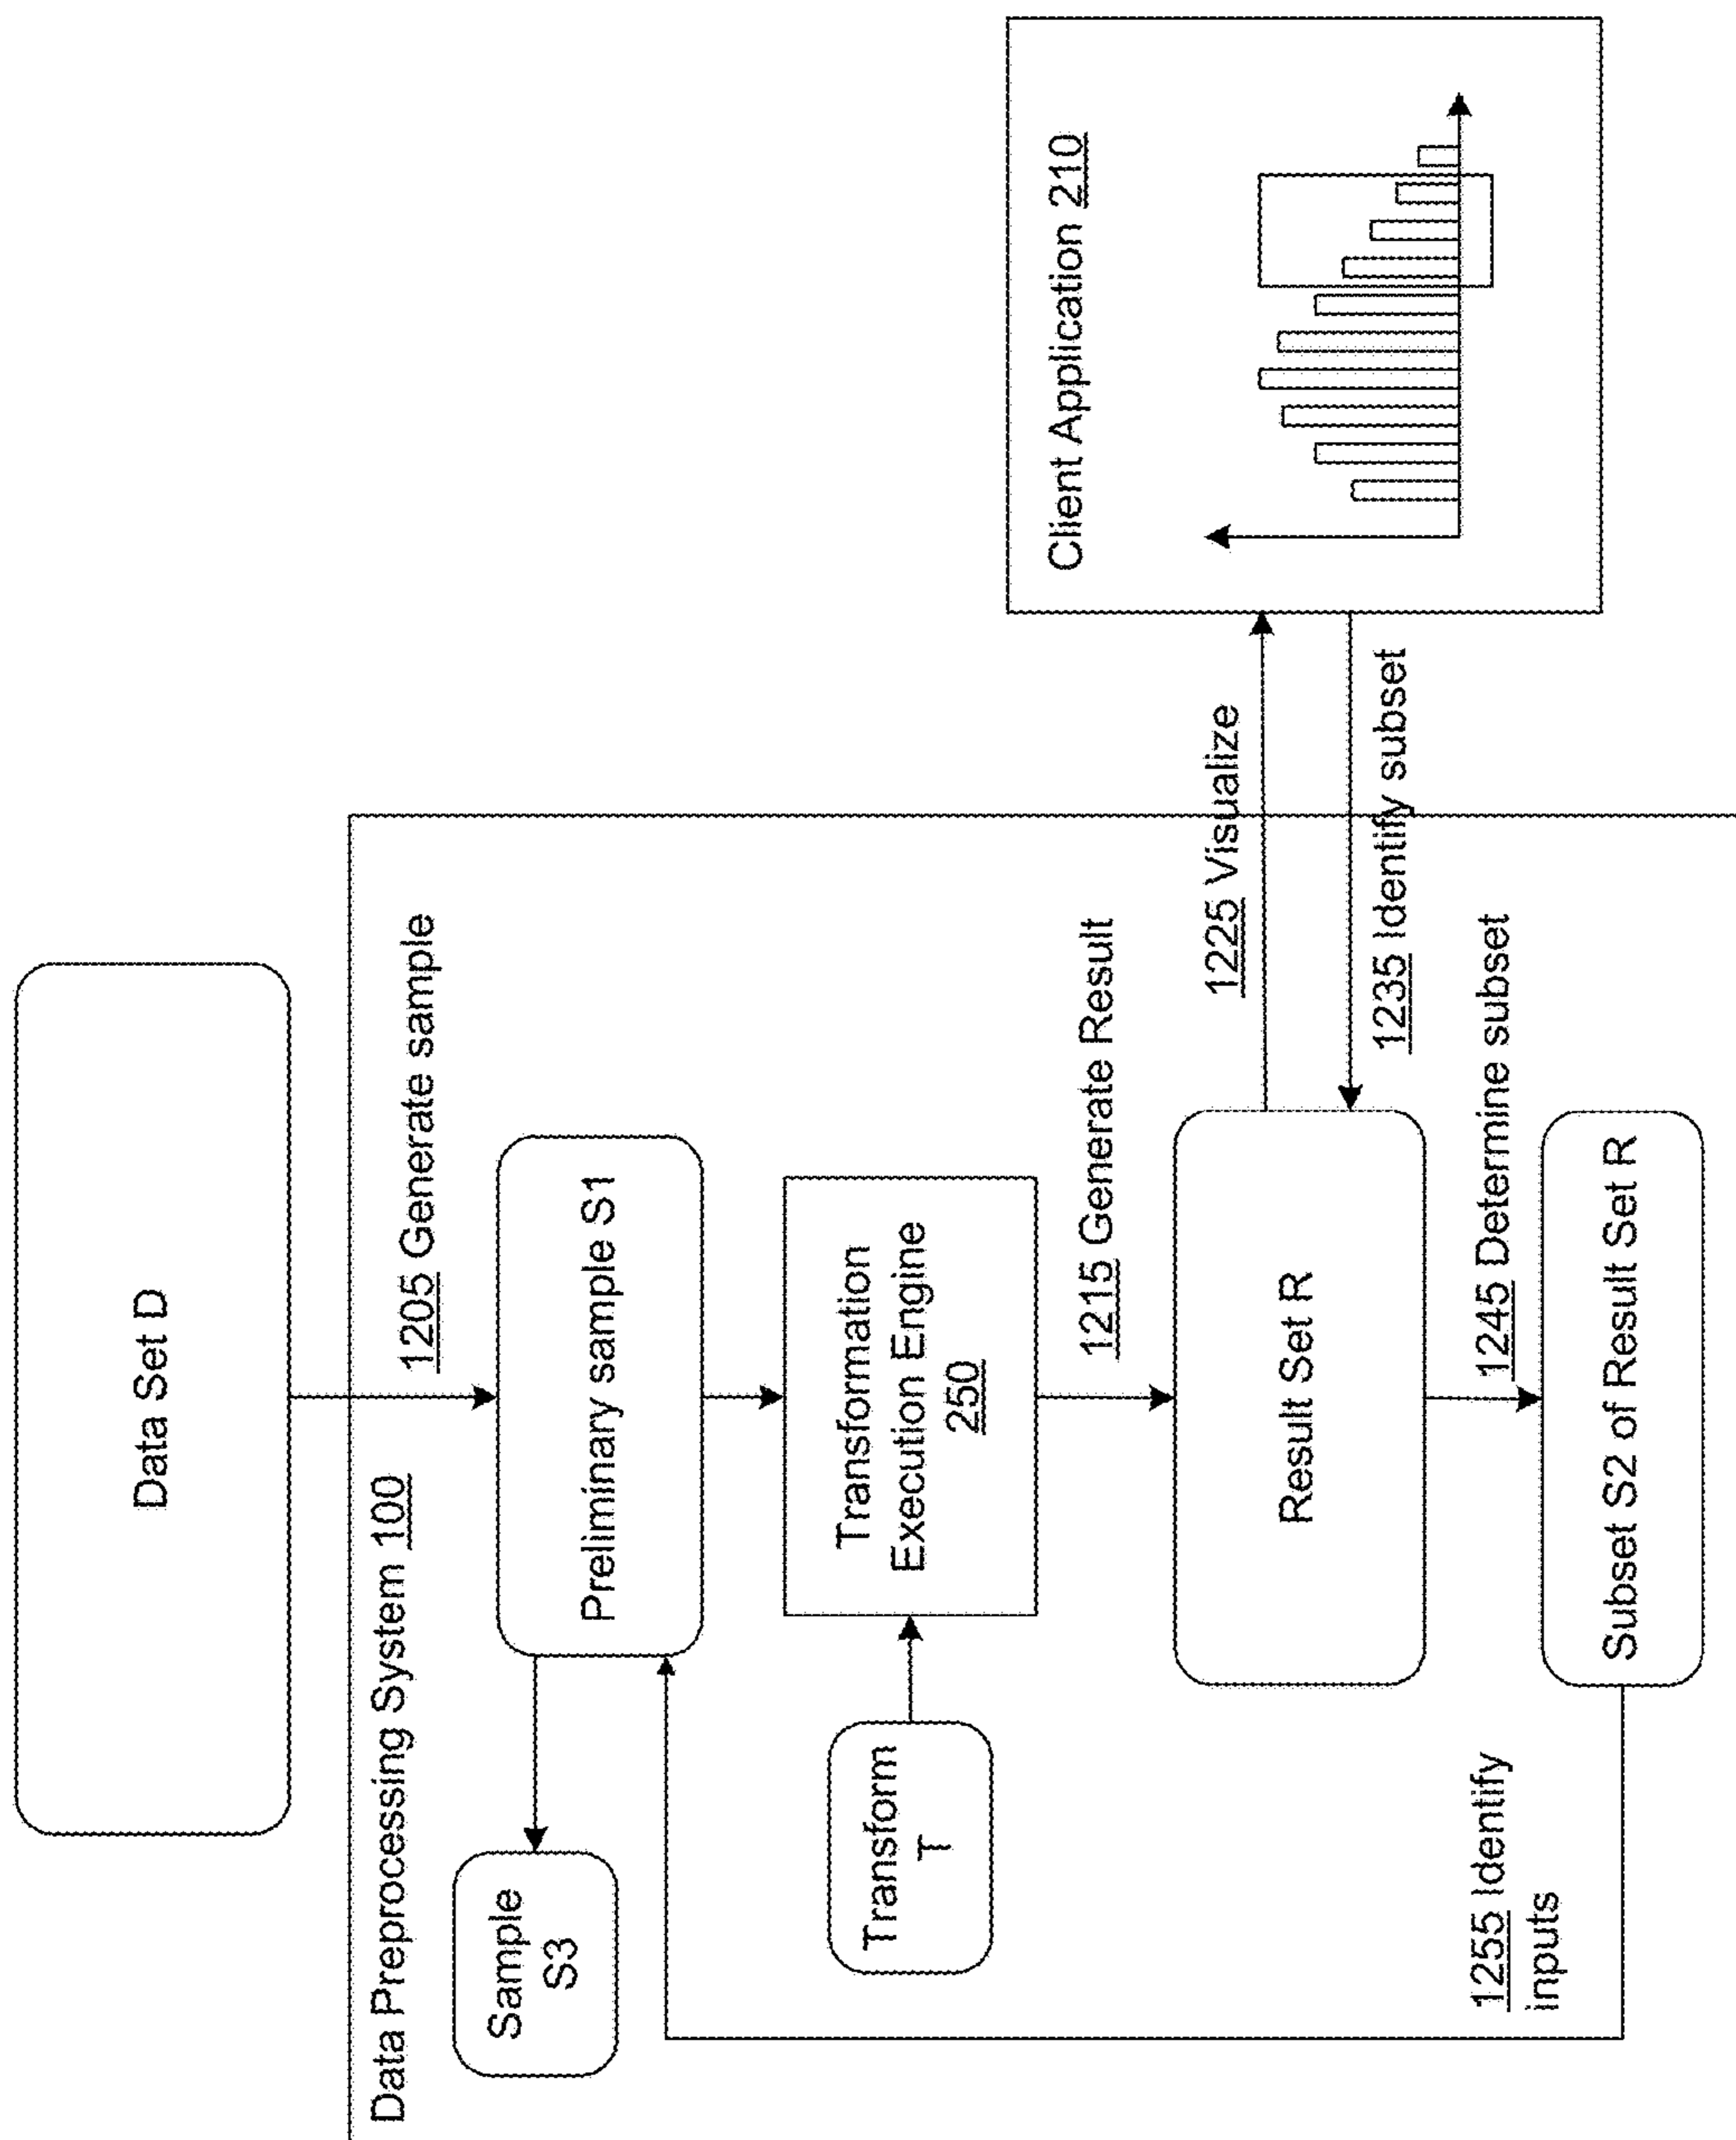 Data Set D
Data Preprocessing System 100
1205 Generate sample
Sample
S3
Preliminary sample S1
Client Application 210
Transform
T
Transformation
Execution Engine
250
1215 Generate Result
1225 Visualize
Result Set R
1235 Identify subset
1245 Determine subset
1255 Identify
inputs
Subset S2 of Result Set R